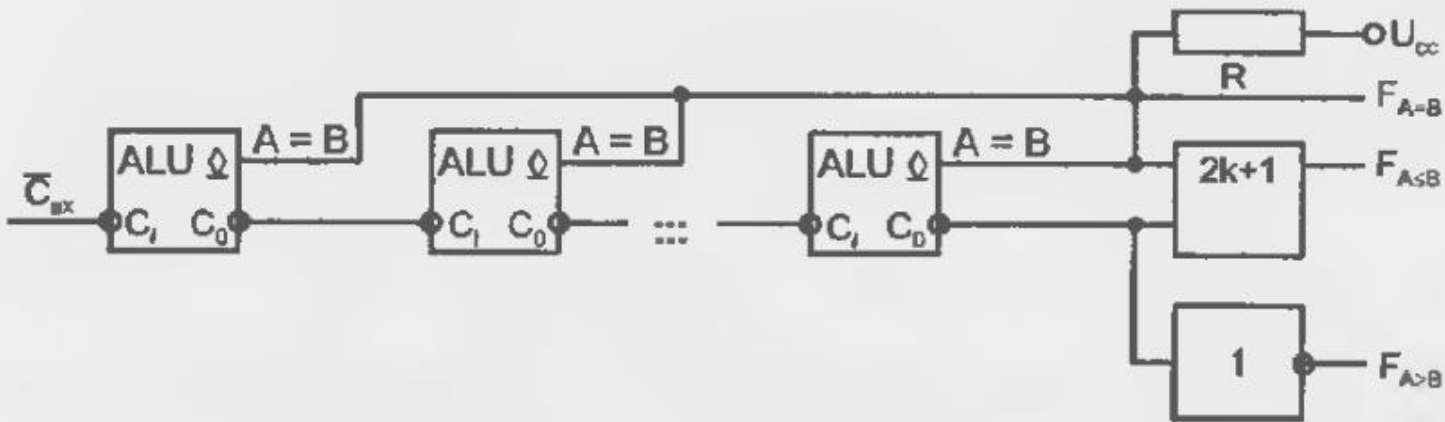 U_cc
R
F_A=B
A = B A = B A = B
ALU ALU ALU
2k+1
F_A≤B
C̅_вх
C_i C_0 C_i C_0 ... C_i C_0
1
F_A>B